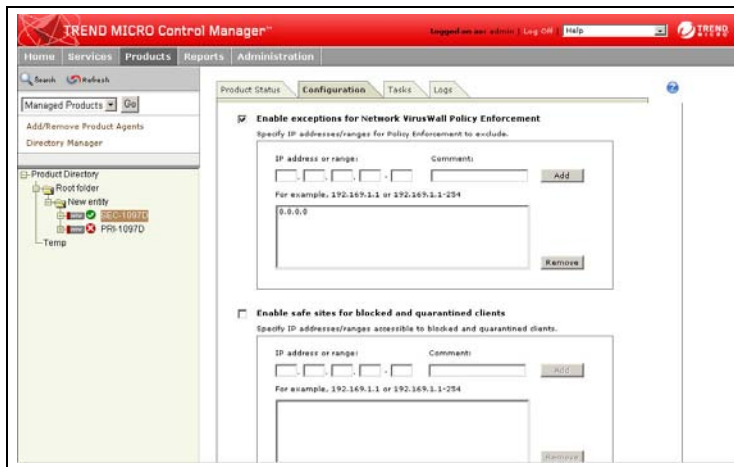 TREND MICRO Control Manager™
Logged on as: admin | Log Off | Help
TREND MICRO
Home Services Products Reports Administration
Search Refresh
Managed Products Go
Add/Remove Product Agents
Directory Manager
Product Directory
Root folder
New entity
SEC-1097D
PRI-1097D
Temp
Product Status Configuration Tasks Logs
Enable exceptions for Network VirusWall Policy Enforcement
Specify IP addresses/ranges for Policy Enforcement to exclude.
IP address or range: Comment:
. . . - Add
For example, 192.169.1.1 or 192.169.1.1-254
0.0.0.0
Remove
Enable safe sites for blocked and quarantined clients
Specify IP addresses/ranges accessible to blocked and quarantined clients.
IP address or range: Comment:
. . . - Add
For example, 192.169.1.1 or 192.169.1.1-254
Remove